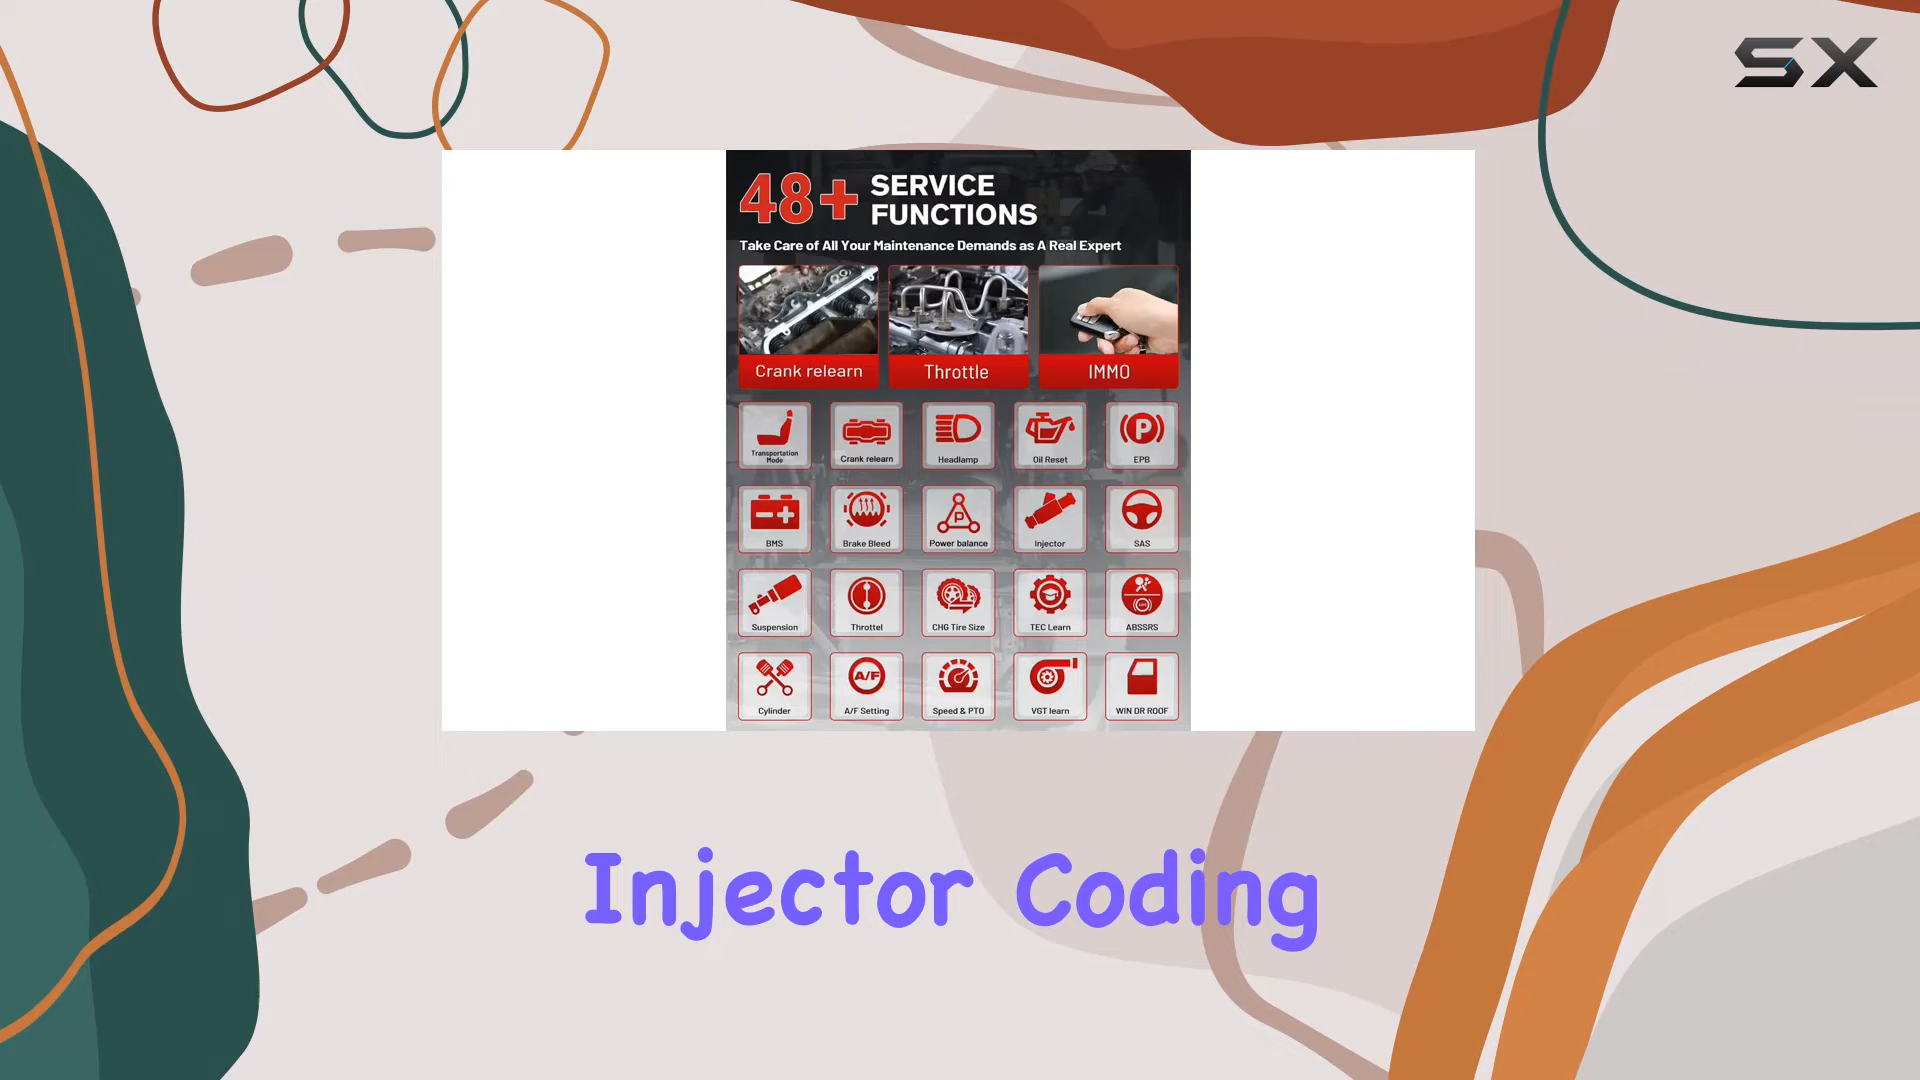 SX
48+ SERVICE
FUNCTIONS
Take Care of All Your Maintenance Demands as A Real Expert
Crank relearn Throttle IMMO
Transportation
Mode
Crank relearn Headlamp Oil Reset EPB
BMS Brake Bleed Power balance Injector SAS
P
Suspension Throttel CHG Tire Size TEC Learn ABSSRS
Cylinder A/F Setting Speed & PTO VGT learn WIN DR ROOF
A/F
Injector Coding